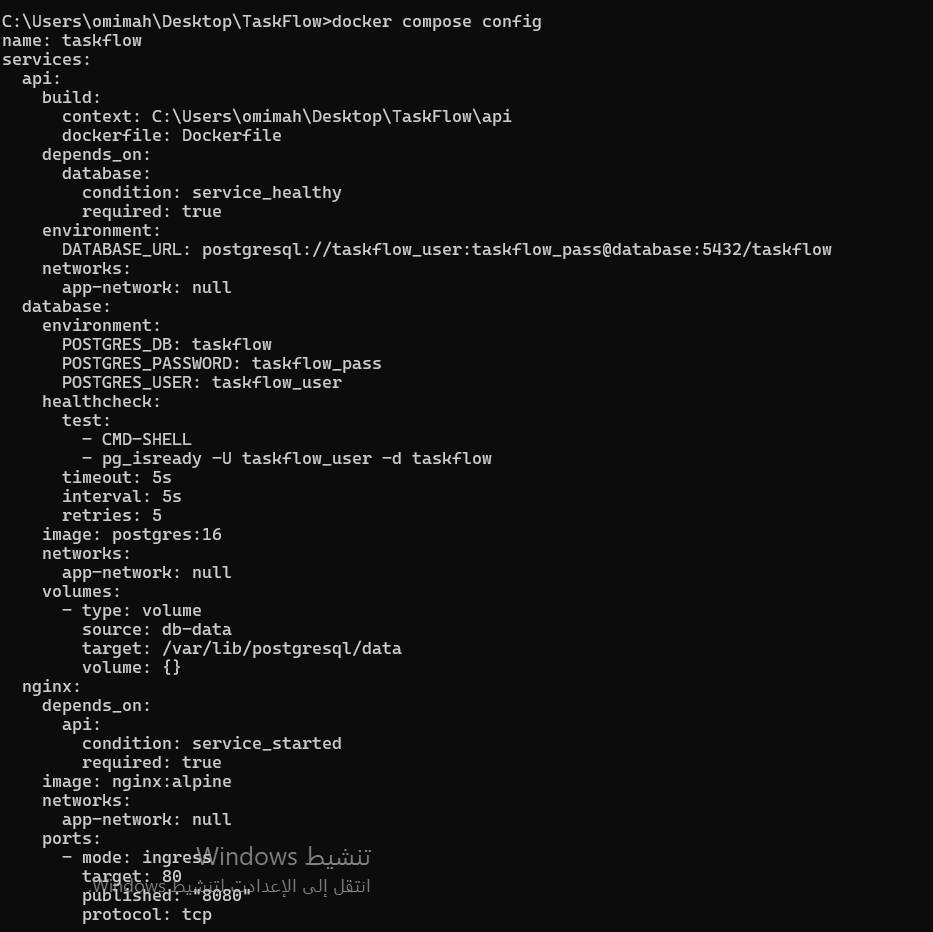 C:\Users\omimah\Desktop\TaskFlow>docker compose config
name: taskflow
services:
  api:
    build:
      context: C:\Users\omimah\Desktop\TaskFlow\api
      dockerfile: Dockerfile
    depends_on:
      database:
        condition: service_healthy
        required: true
    environment:
      DATABASE_URL: postgresql://taskflow_user:taskflow_pass@database:5432/taskflow
    networks:
      app-network: null
  database:
    environment:
      POSTGRES_DB: taskflow
      POSTGRES_PASSWORD: taskflow_pass
      POSTGRES_USER: taskflow_user
    healthcheck:
      test:
        - CMD-SHELL
        - pg_isready -U taskflow_user -d taskflow
      timeout: 5s
      interval: 5s
      retries: 5
    image: postgres:16
    networks:
      app-network: null
    volumes:
      - type: volume
        source: db-data
        target: /var/lib/postgresql/data
        volume: {}
  nginx:
    depends_on:
      api:
        condition: service_started
        required: true
    image: nginx:alpine
    networks:
      app-network: null
    ports:
      - mode: ingress
        target: 80
        published: "8080"
        protocol: tcp
تنشيط Windows
انتقل إلى الإعدادات لتنشيط Windows.